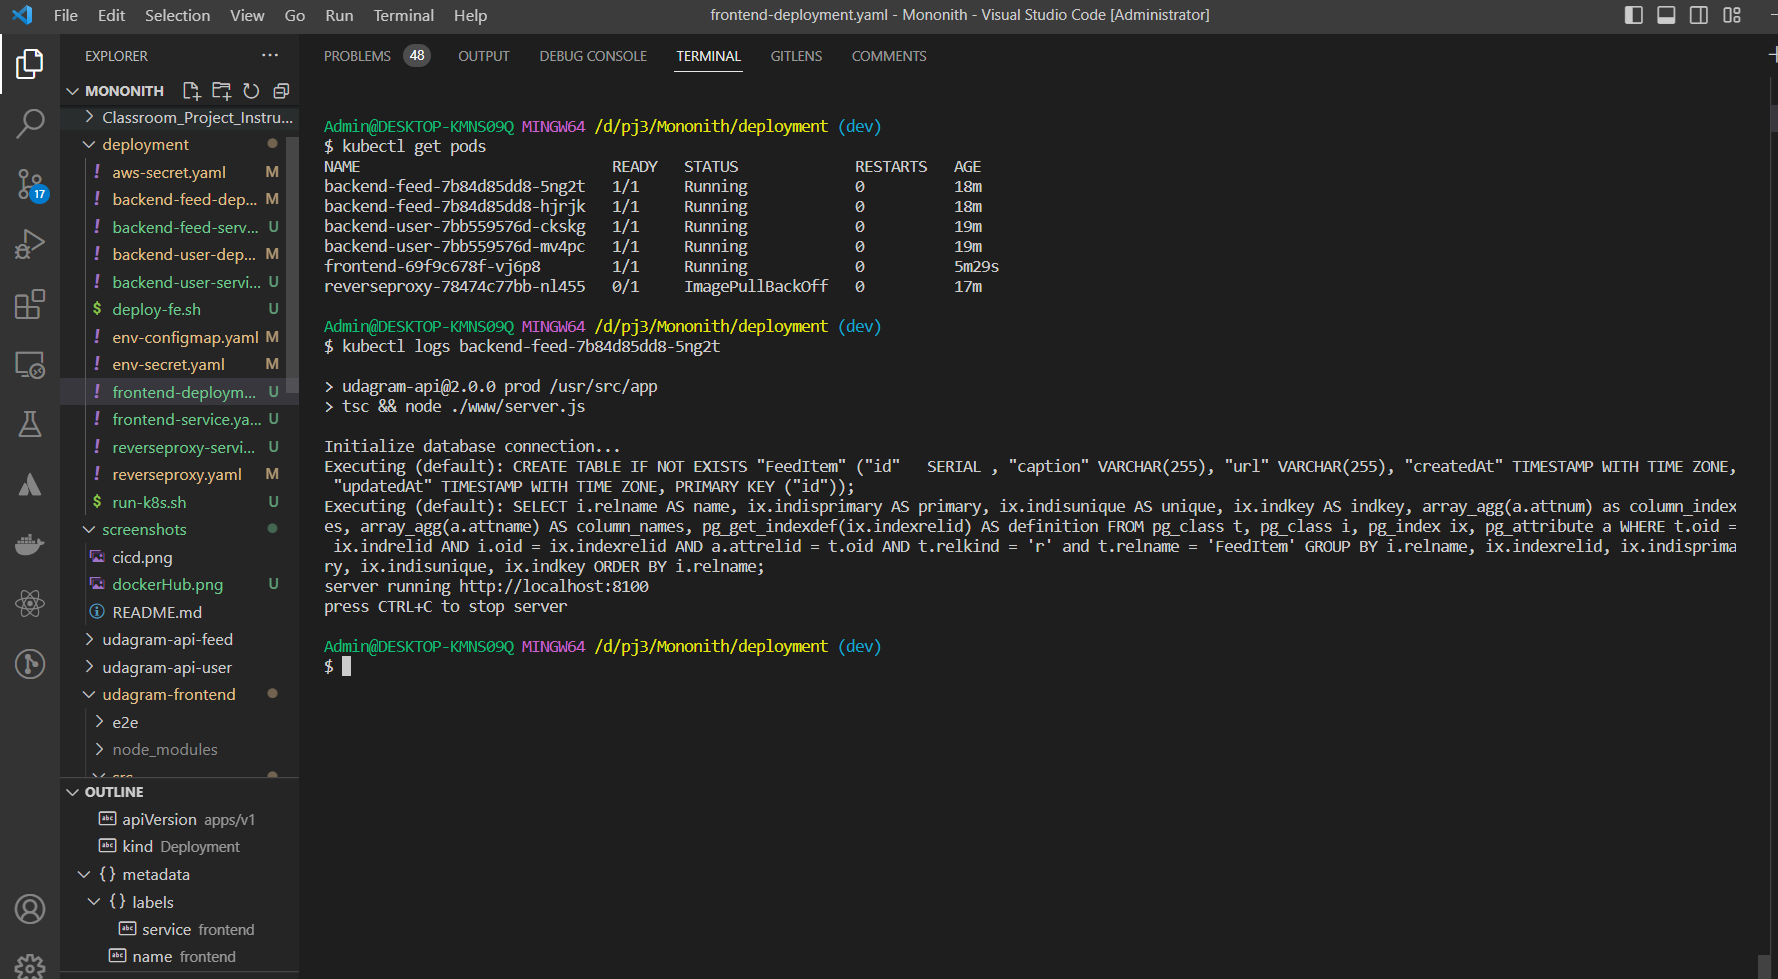 File Edit Selection View Go Run Terminal Help
frontend-deployment.yaml - Mononith - Visual Studio Code [Administrator]
EXPLORER
MONONITH
Classroom_Project_Instru...
deployment
! aws-secret.yaml M
! backend-feed-dep... M
! backend-feed-serv... U
! backend-user-dep... M
! backend-user-servi... U
$ deploy-fe.sh U
! env-configmap.yaml M
! env-secret.yaml M
! frontend-deploym... U
! frontend-service.ya... U
! reverseproxy-servi... U
! reverseproxy.yaml M
$ run-k8s.sh U
screenshots
cicd.png
dockerHub.png U
README.md
udagram-api-feed
udagram-api-user
udagram-frontend
e2e
node_modules
src
OUTLINE
apiVersion apps/v1
kind Deployment
{} metadata
{} labels
service frontend
name frontend
17
PROBLEMS 48 OUTPUT DEBUG CONSOLE TERMINAL GITLENS COMMENTS
Admin@DESKTOP-KMNS09Q MINGW64 /d/pj3/Mononith/deployment (dev)
$ kubectl get pods
NAME READY STATUS RESTARTS AGE
backend-feed-7b84d85dd8-5ng2t 1/1 Running 0 18m
backend-feed-7b84d85dd8-hjrjk 1/1 Running 0 18m
backend-user-7bb559576d-ckskg 1/1 Running 0 19m
backend-user-7bb559576d-mv4pc 1/1 Running 0 19m
frontend-69f9c678f-vj6p8 1/1 Running 0 5m29s
reverseproxy-78474c77bb-nl455 0/1 ImagePullBackOff 0 17m
Admin@DESKTOP-KMNS09Q MINGW64 /d/pj3/Mononith/deployment (dev)
$ kubectl logs backend-feed-7b84d85dd8-5ng2t
> udagram-api@2.0.0 prod /usr/src/app
> tsc && node ./www/server.js
Initialize database connection...
Executing (default): CREATE TABLE IF NOT EXISTS "FeedItem" ("id"   SERIAL , "caption" VARCHAR(255), "url" VARCHAR(255), "createdAt" TIMESTAMP WITH TIME ZONE,
"updatedAt" TIMESTAMP WITH TIME ZONE, PRIMARY KEY ("id"));
Executing (default): SELECT i.relname AS name, ix.indisprimary AS primary, ix.indisunique AS unique, ix.indkey AS indkey, array_agg(a.attnum) as column_index
es, array_agg(a.attname) AS column_names, pg_get_indexdef(ix.indexrelid) AS definition FROM pg_class t, pg_class i, pg_index ix, pg_attribute a WHERE t.oid =
ix.indrelid AND i.oid = ix.indexrelid AND a.attrelid = t.oid AND t.relkind = 'r' and t.relname = 'FeedItem' GROUP BY i.relname, ix.indexrelid, ix.indisprima
ry, ix.indisunique, ix.indkey ORDER BY i.relname;
server running http://localhost:8100
press CTRL+C to stop server
Admin@DESKTOP-KMNS09Q MINGW64 /d/pj3/Mononith/deployment (dev)
$